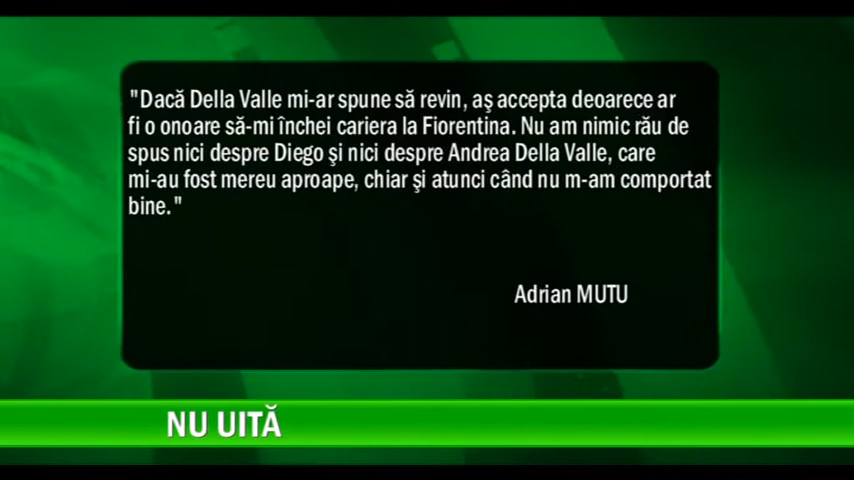 "Dacă Della Valle mi-ar spune să revin, aş accepta deoarece ar
fi o onoare să-mi închei cariera la Fiorentina. Nu am nimic rău de
spus nici despre Diego şi nici despre Andrea Della Valle, care
mi-au fost mereu aproape, chiar şi atunci când nu m-am comportat
bine."
Adrian MUTU
NU UITĂ